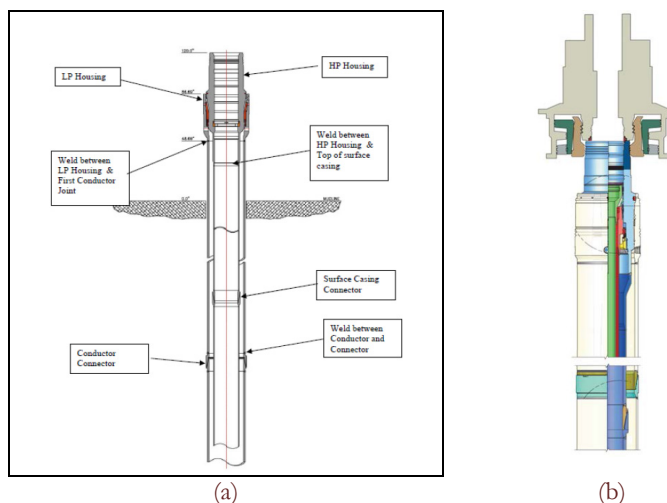 LP Housing
HP Housing
Weld between
LP Housing &
First Conductor
Joint
Weld between
HP Housing &
Top of surface
casing
Surface Casing
Connector
Weld between
Conductor and
Connector
Conductor
Connector
(a)
(b)